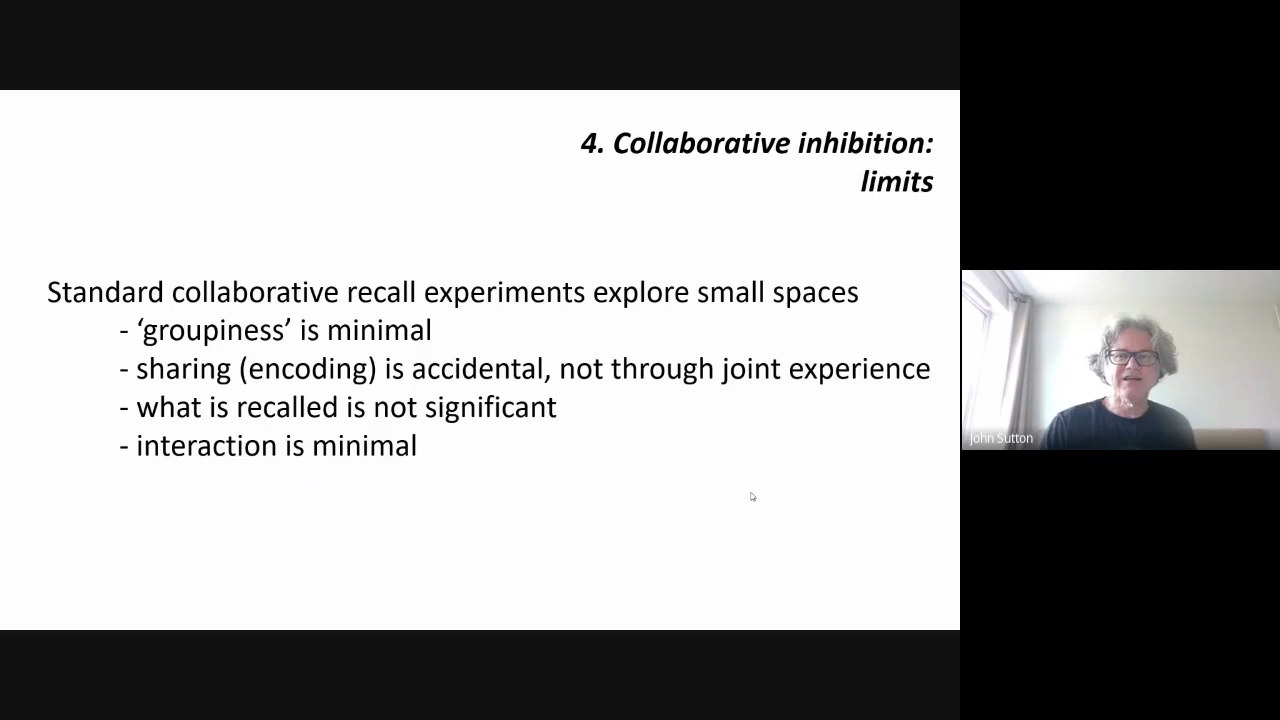 4. Collaborative inhibition:
limits
Standard collaborative recall experiments explore small spaces
- ‘groupiness’ is minimal
- sharing (encoding) is accidental, not through joint experience
- what is recalled is not significant
- interaction is minimal
John Sutton